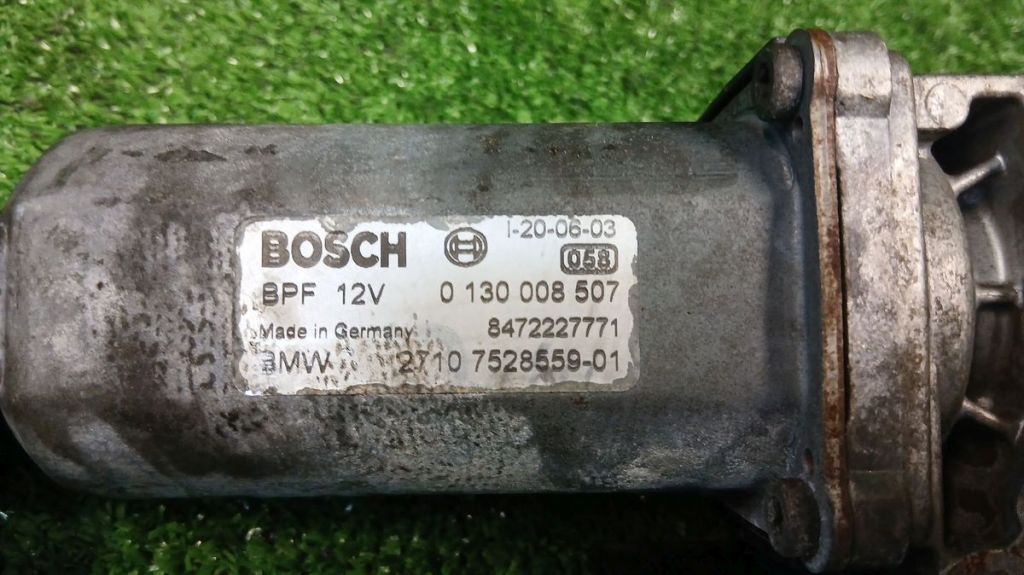 BOSCH
I-20-06-03
058
BPF 12V 0 130 008 507
Made in Germany 8472227771
BMW 2710 7528559-01